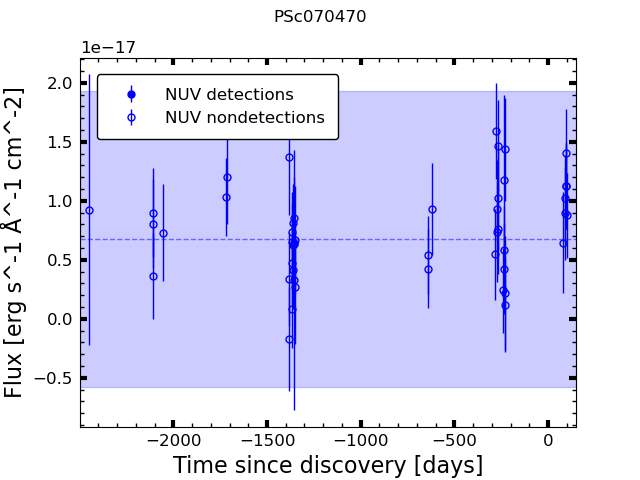 PSc070470
1e−17
2.0
1.5
1.0
0.5
0.0
−0.5
NUV detections
NUV nondetections
Flux [erg s^-1 Å^-1 cm^-2]
−2000 −1500 −1000 −500 0
Time since discovery [days]